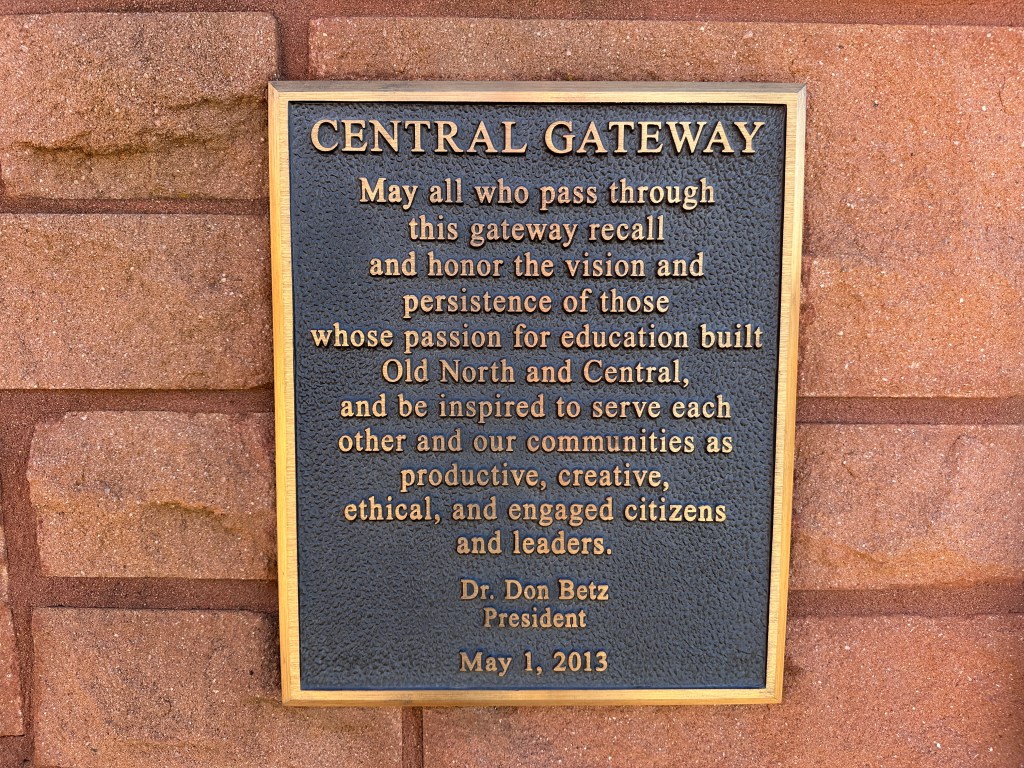 CENTRAL GATEWAY
May all who pass through
this gateway recall
and honor the vision and
persistence of those
whose passion for education built
Old North and Central,
and be inspired to serve each
other and our communities as
productive, creative,
ethical, and engaged citizens
and leaders.
Dr. Don Betz
President
May 1, 2013